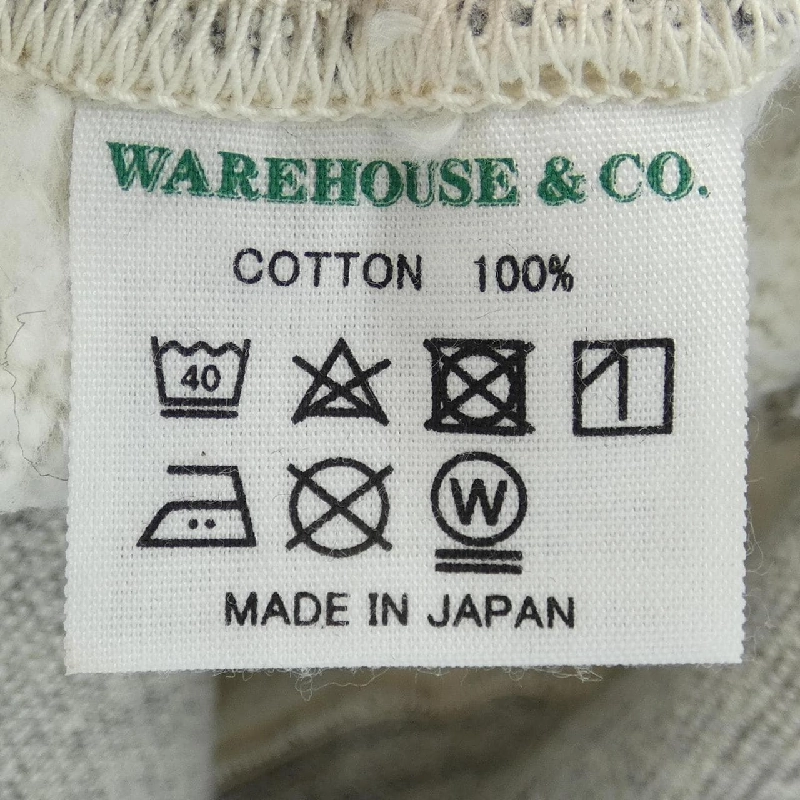 WAREHOUSE & CO.
COTTON 100%
40
W
MADE IN JAPAN